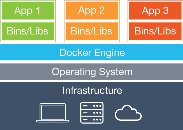 App 1 App 2 App 3
Bins/Libs Bins/Libs Bins/Libs
Docker Engine
Operating System
Infrastructure